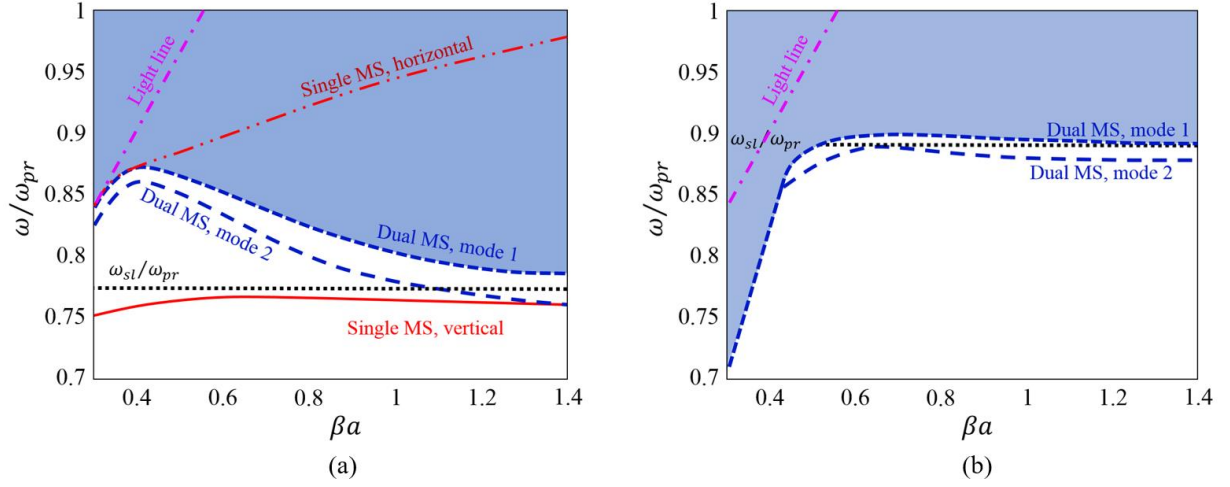 1
0.95
0.9
0.85
0.8
0.75
0.7
ω/ω_pr
0.4
0.6
0.8
1
1.2
1.4
βa
Light line
Single MS, horizontal
Dual MS, mode 1
Dual MS, mode 2
ω_sl/ω_pr
Single MS, vertical
(a)
1
0.95
0.9
0.85
0.8
0.75
0.7
ω/ω_pr
0.4
0.6
0.8
1
1.2
1.4
βa
Light line
ω_sl/ω_pr
Dual MS, mode 1
Dual MS, mode 2
(b)